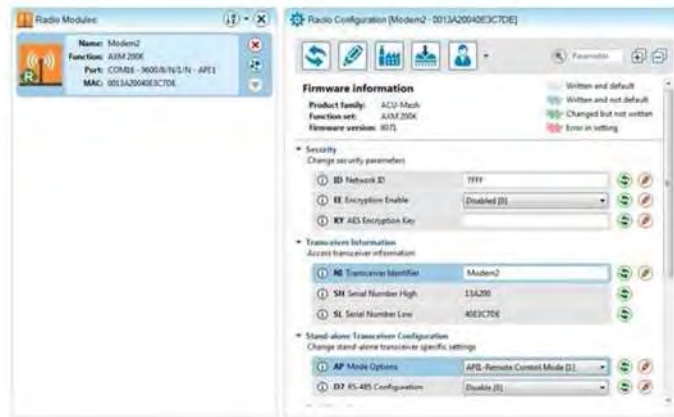 Radio Modules
Name: Modem2
Function: AXM 200K
Port: COM16 - 9600/8/N/1/N - API 1
MAC: 0013A20040E3C7DE
R
Radio Configuration [Modem2 - 0013A20040E3C7DE]
Parameter
Firmware information
Product family: ACU-Mesh
Function set: AXM 200K
Firmware version: 8071
Written and default
Written and not default
Changed but not written
Error in setting
Security
Change security parameters
ID Network ID 7FFF
EE Encryption Enable Disabled [0]
KY AES Encryption Key
Transceiver Information
Access transceiver information
NI Transceiver Identifier Modem2
SH Serial Number High 13A200
SL Serial Number Low 40E3C7DE
Stand-alone Transceiver Configuration
Change stand-alone transceiver specific settings
AP Mode Options API1-Remote Control Mode [1]
D7 RS-485 Configuration Disable [0]